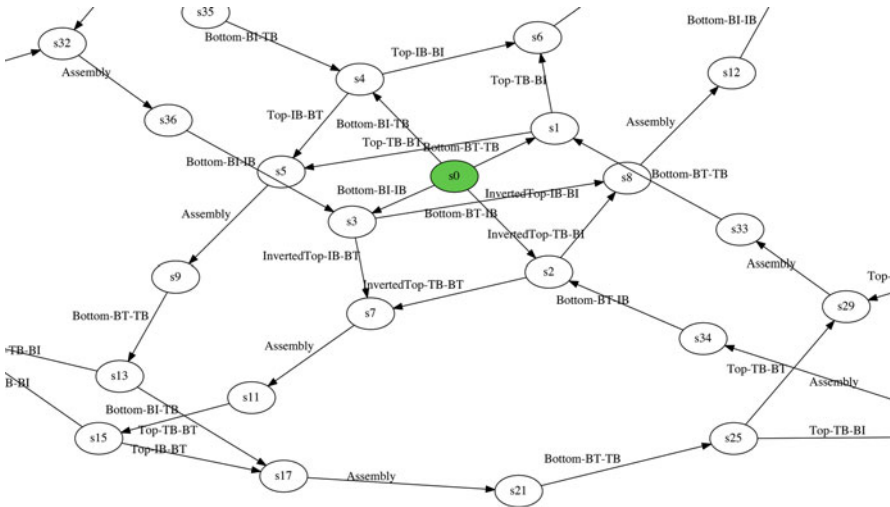 s35
Bottom-BI-IB
s6
s32
Bottom-BI-TB
Top-IB-BI
s12
Assembly
s4
Top-TB-BI
s36
Top-IB-BT
Bottom-BI-TB
s1
Assembly
Top-TB-BT
Bottom-BT-TB
Bottom-BI-IB
s5
s0
s8
Bottom-BT-TB
Bottom-BI-IB
InvertedTop-IB-BI
s3
Bottom-BT-IB
Assembly
InvertedTop-TB-BI
s33
InvertedTop-IB-BT
Assembly
s9
InvertedTop-TB-BT
s2
Top-
Bottom-BT-IB
s29
Bottom-BT-TB
s7
s34
Assembly
-TB-BI
s13
Top-TB-BT
Assembly
B-BI
s11
Bottom-BI-TB
s15
Top-TB-BT
s25
Top-TB-BI
Top-IB-BT
Bottom-BT-TB
s17
Assembly
s21